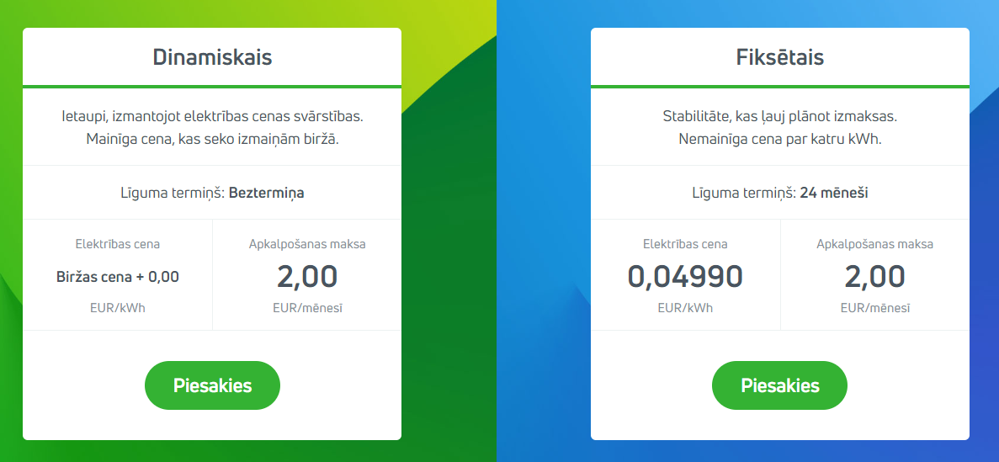 Dinamiskais
Ietaupi, izmantojot elektrības cenas svārstības.
Mainīga cena, kas seko izmaiņām biržā.
Līguma termiņš: Beztermiņa
Elektrības cena
Biržas cena + 0,00
EUR/kWh
Apkalpošanas maksa
2,00
EUR/mēnesī
Piesakies
Fiksētais
Stabilitāte, kas ļauj plānot izmaksas.
Nemainīga cena par katru kWh.
Līguma termiņš: 24 mēneši
Elektrības cena
0,04990
EUR/kWh
Apkalpošanas maksa
2,00
EUR/mēnesī
Piesakies